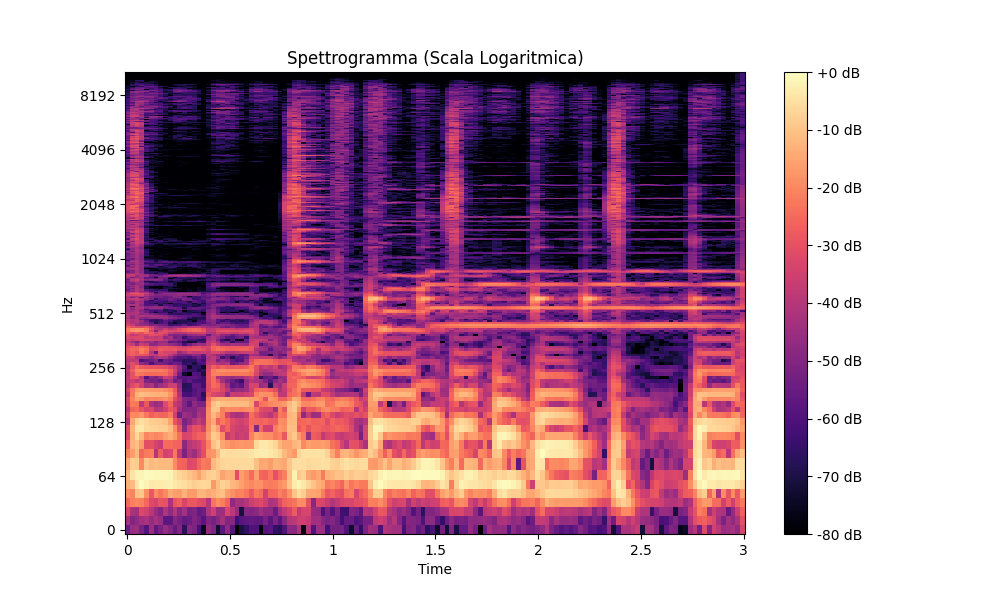 Spettrogramma (Scala Logaritmica)
Hz
8192
4096
2048
1024
512
256
128
64
0
0 0.5 1 1.5 2 2.5 3
Time
+0 dB
-10 dB
-20 dB
-30 dB
-40 dB
-50 dB
-60 dB
-70 dB
-80 dB